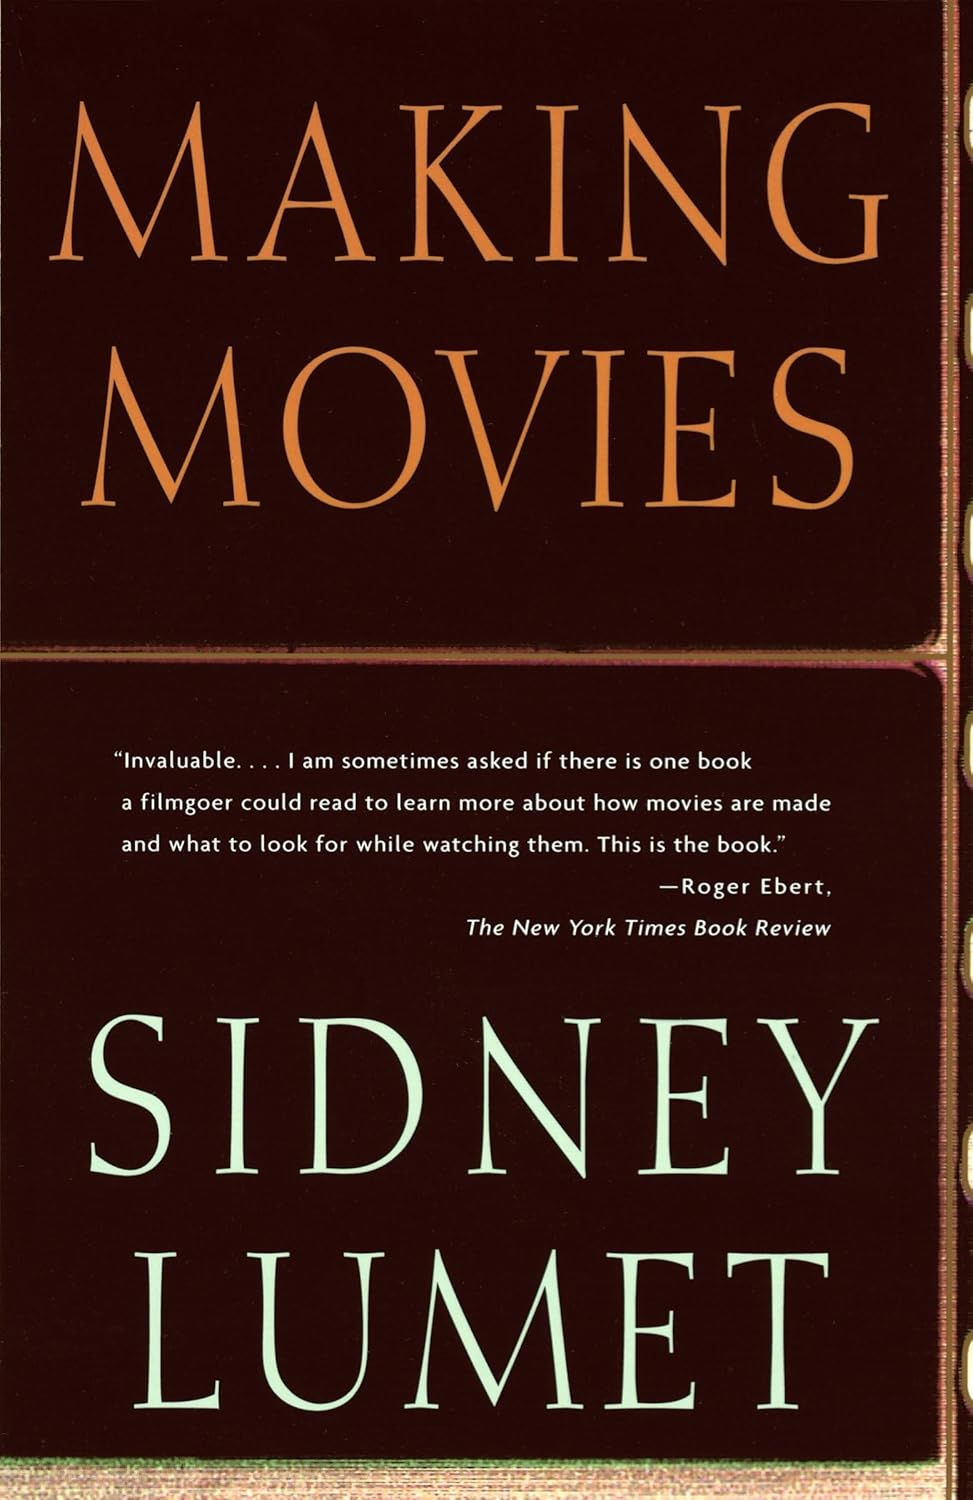 MAKING
MOVIES
“Invaluable. . . . I am sometimes asked if there is one book
a filmgoer could read to learn more about how movies are made
and what to look for while watching them. This is the book.”
—Roger Ebert,
The New York Times Book Review
SIDNEY
LUMET